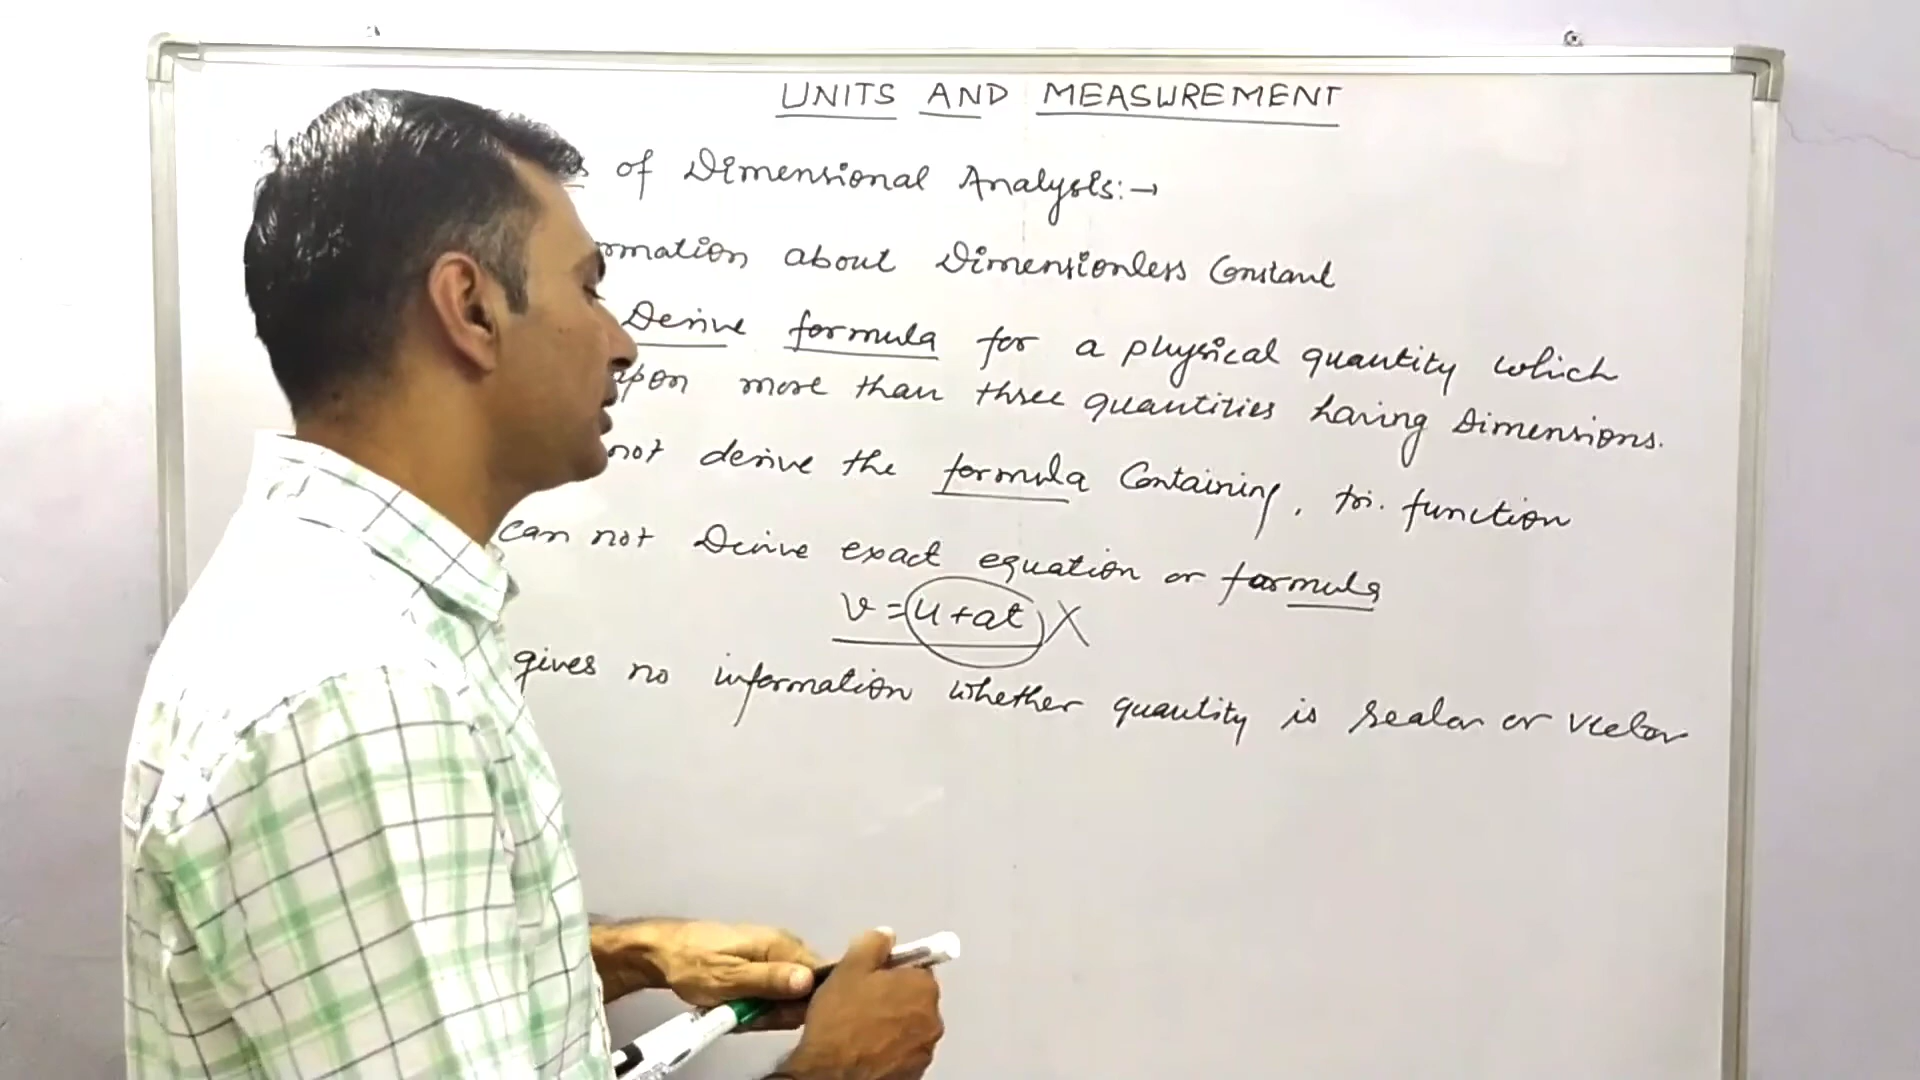 UNITS AND MEASUREMENT
of Dimensional Analysis:→
rmation about Dimensionless Constant
Derive formula for a physical quantity which
upon more than three quantities having Dimensions.
not derive the formula Containing, tri. function
can not Derive exact equation or formula
v = u + at X
gives no information whether quantity is scalar or vector